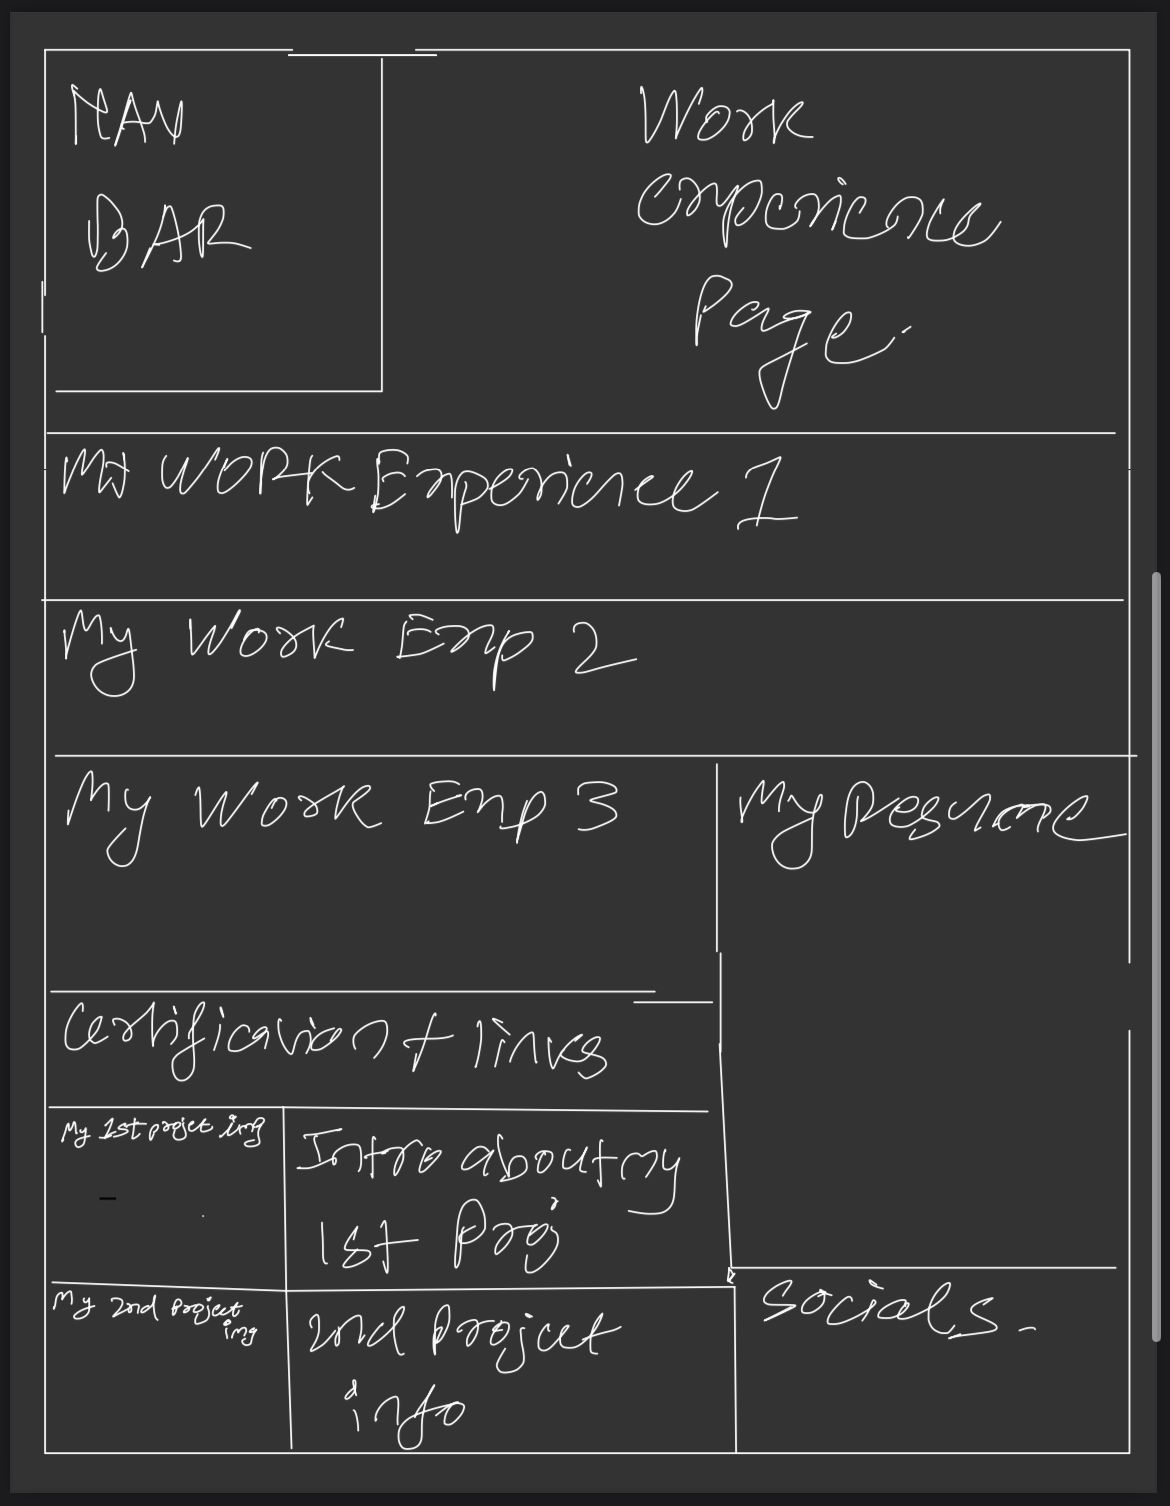 NAV
BAR
Work
experience
Page.
My WORK Experience 1
My Work Exp 2
My Work Exp 3
My Resume
Certification + links
My 1st projet img
Intro about my
1st Proj
My 2nd Project
img
2nd Project
info
Socials.